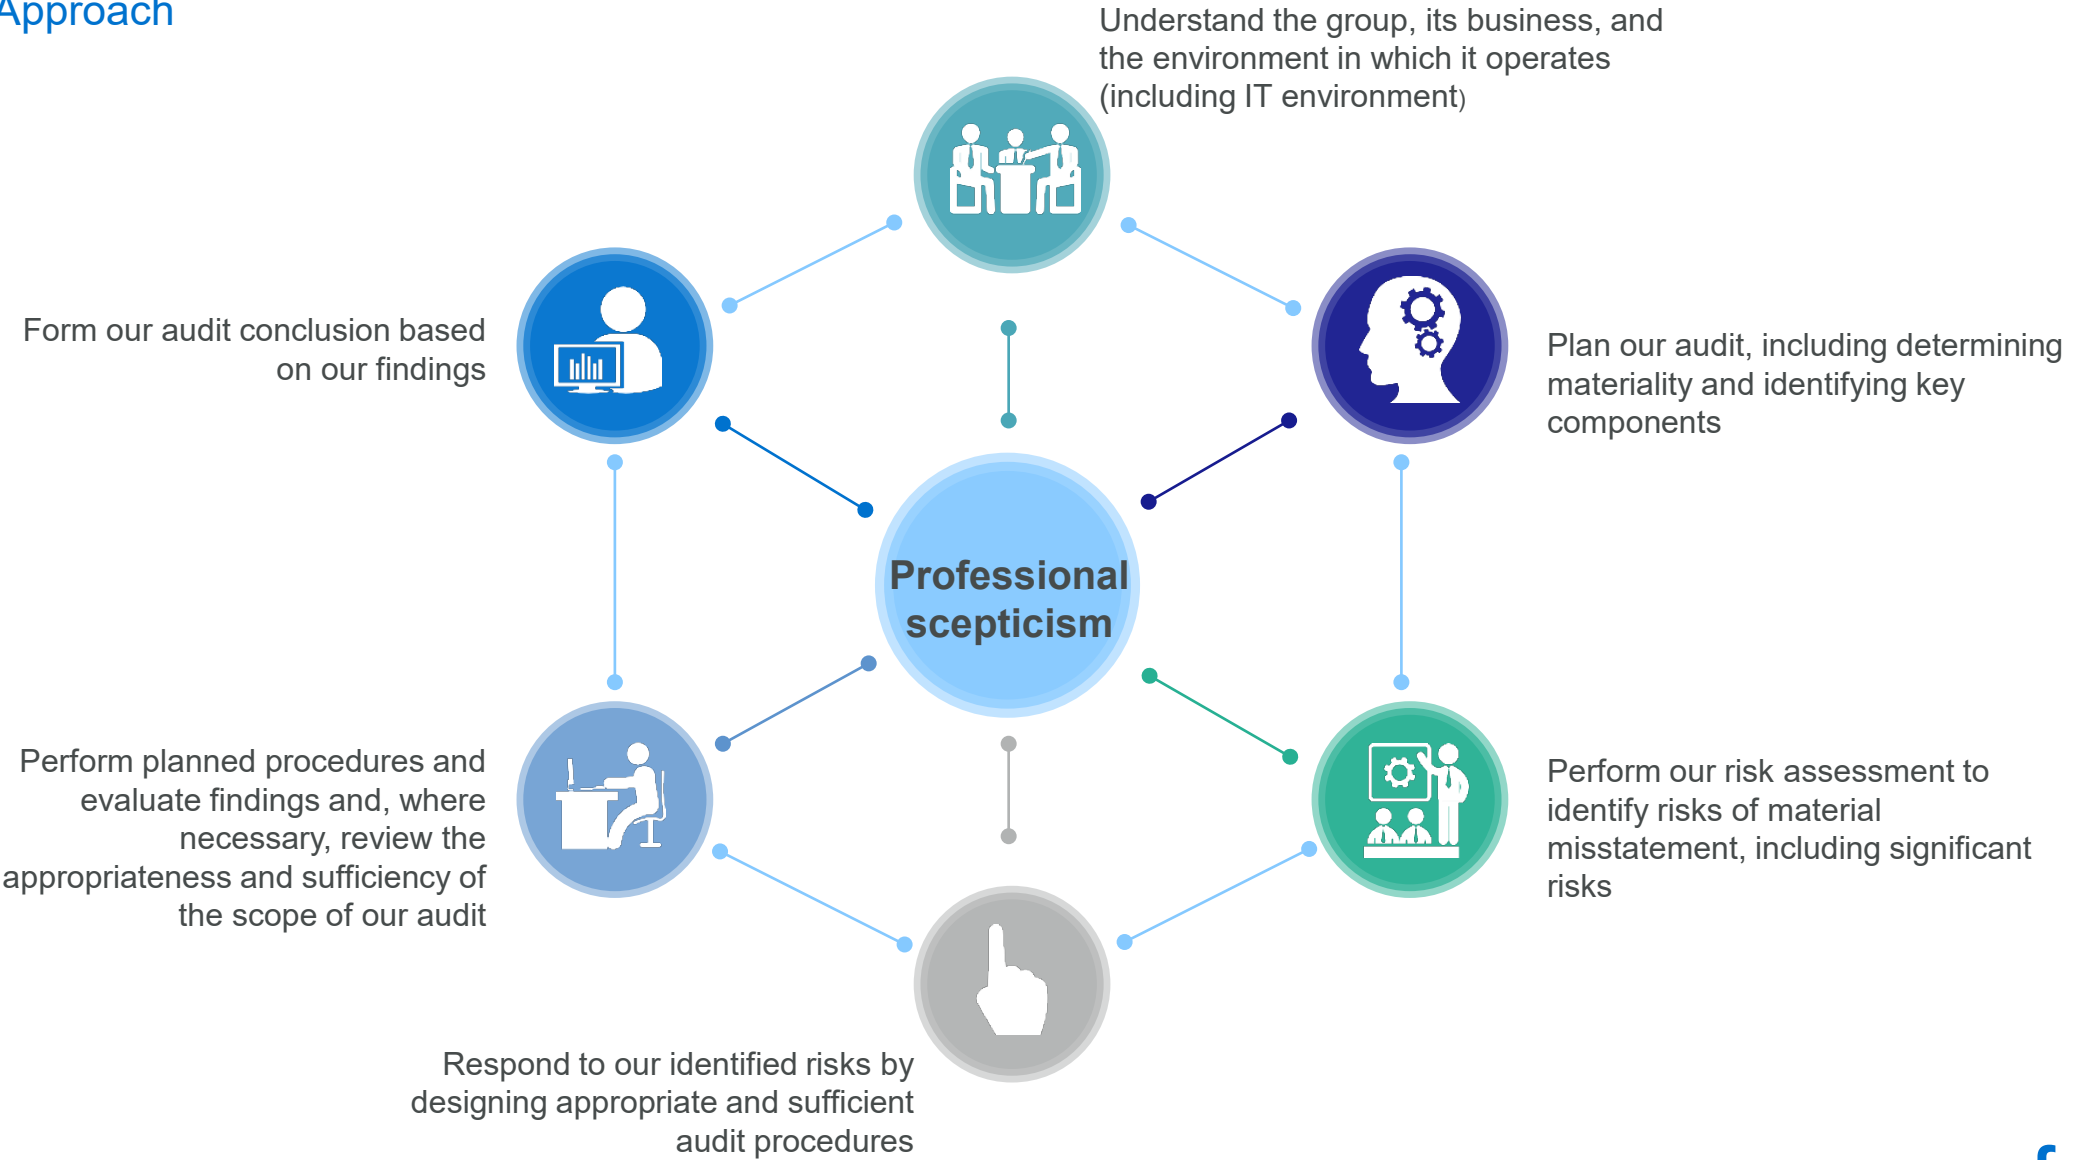 Approach
Understand the group, its business, and
the environment in which it operates
(including IT environment)
Plan our audit, including determining
materiality and identifying key
components
Perform our risk assessment to
identify risks of material
misstatement, including significant
risks
Respond to our identified risks by
designing appropriate and sufficient
audit procedures
Perform planned procedures and
evaluate findings and, where
necessary, review the
appropriateness and sufficiency of
the scope of our audit
Form our audit conclusion based
on our findings
Professional
scepticism